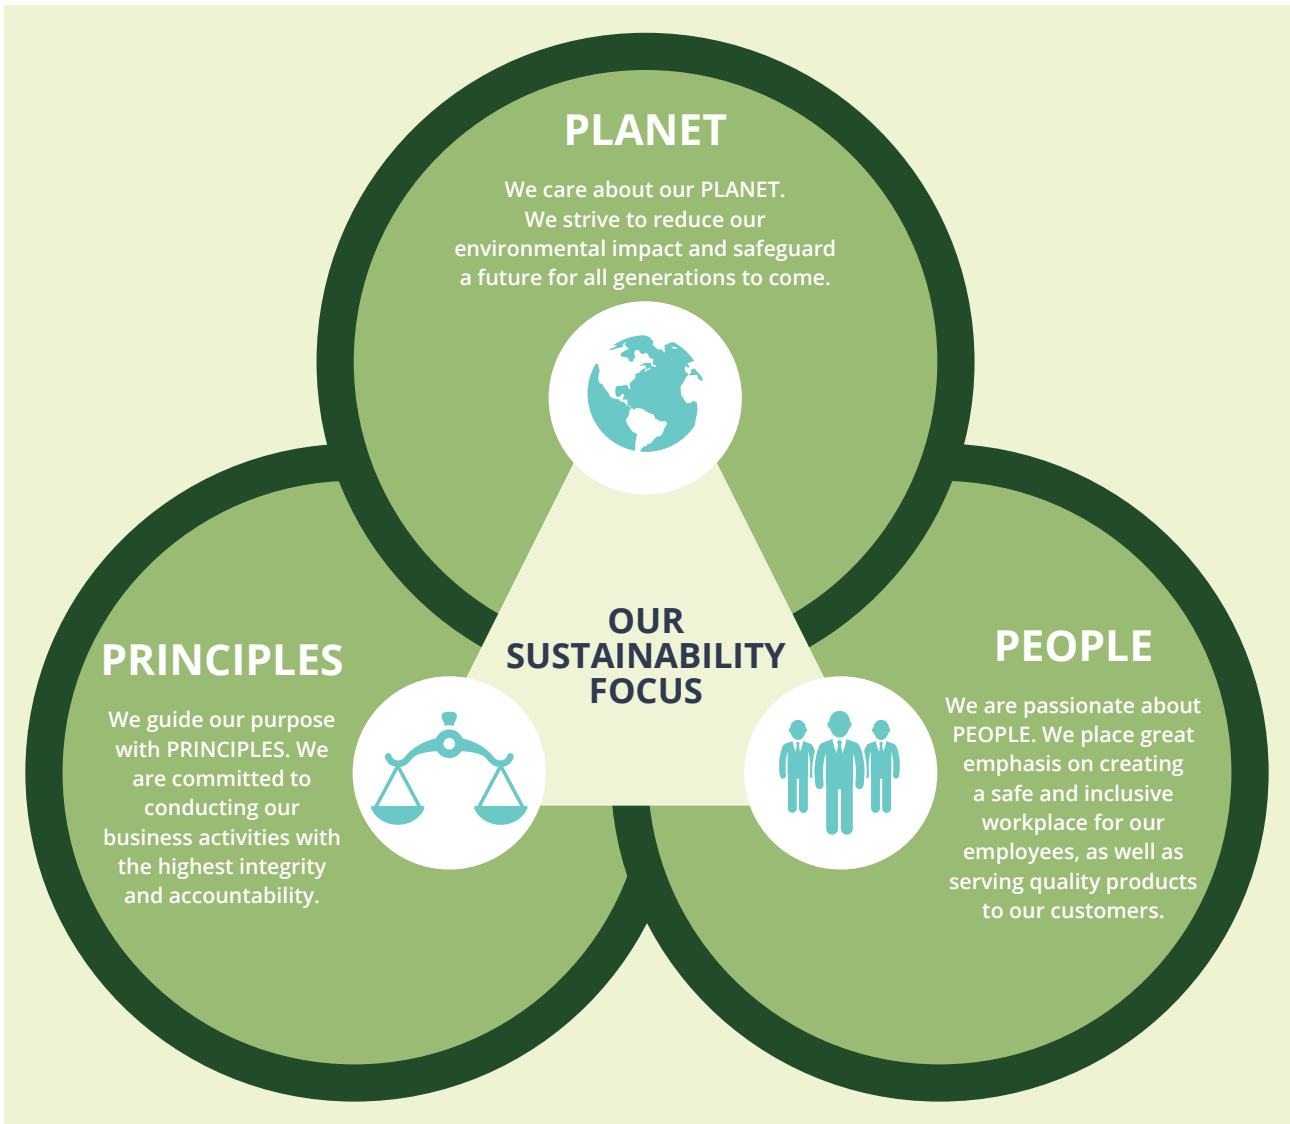 PLANET
We care about our PLANET.
We strive to reduce our
environmental impact and safeguard
a future for all generations to come.
OUR
SUSTAINABILITY
FOCUS
PRINCIPLES
We guide our purpose
with PRINCIPLES. We
are committed to
conducting our
business activities with
the highest integrity
and accountability.
PEOPLE
We are passionate about
PEOPLE. We place great
emphasis on creating
a safe and inclusive
workplace for our
employees, as well as
serving quality products
to our customers.